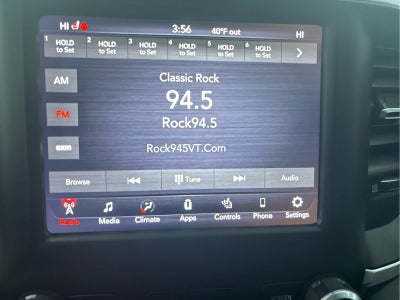 HI 3:56 40°F out HI
1 HOLD to Set 2 HOLD to Set 3 HOLD to Set 4 HOLD to Set 5 HOLD to Set 6 HOLD to Set
AM
Classic Rock
94.5
FM
Rock94.5
sxm
Rock945VT.Com
Browse Tune Audio
Radio Media Climate Apps Controls Phone Settings